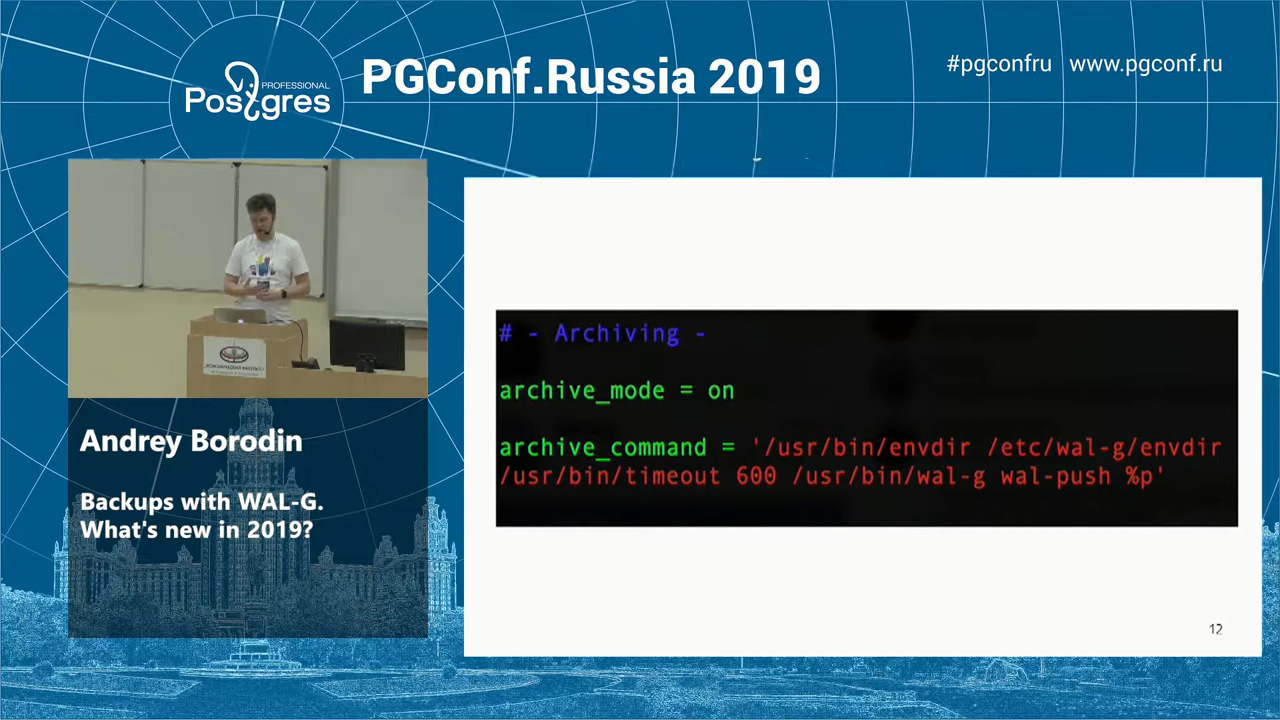 PROFESSIONAL
Postgres
PGConf.Russia 2019
#pgconfru www.pgconf.ru
Andrey Borodin
Backups with WAL-G.
What's new in 2019?
# - Archiving -
archive_mode = on
archive_command = '/usr/bin/envdir /etc/wal-g/envdir
/usr/bin/timeout 600 /usr/bin/wal-g wal-push %p'
12